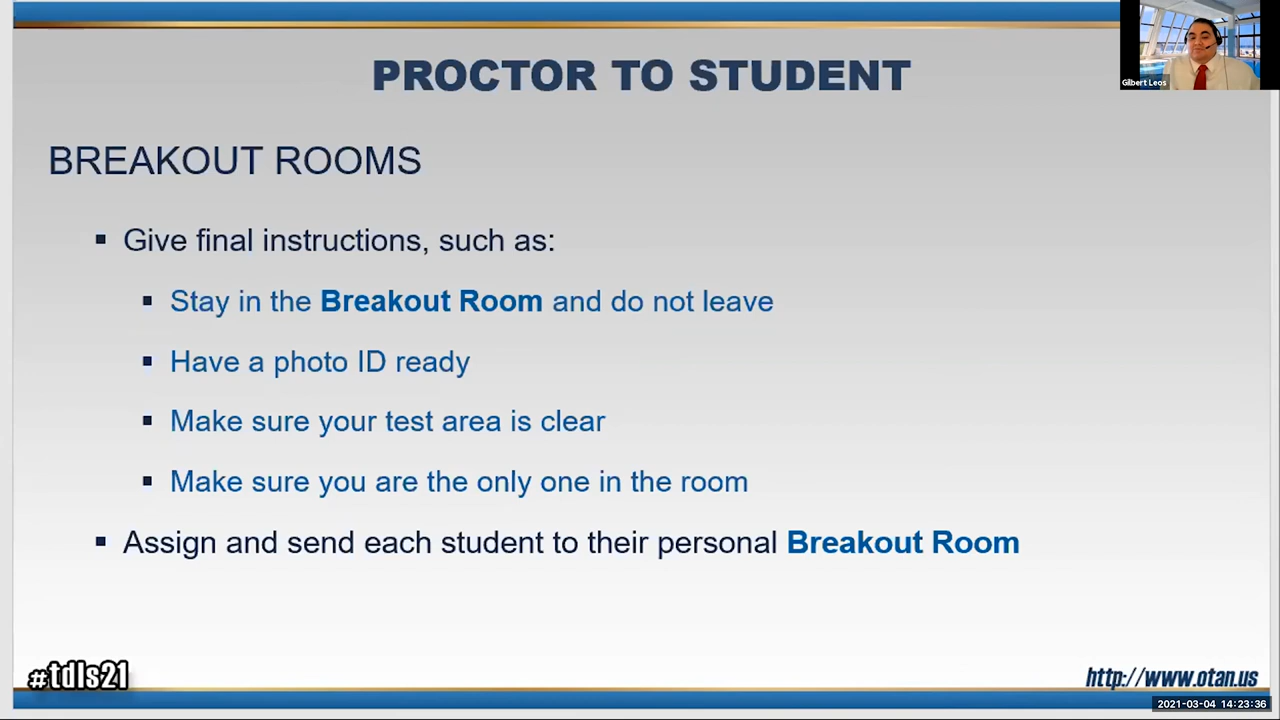 PROCTOR TO STUDENT
Gilbert Leos
BREAKOUT ROOMS
Give final instructions, such as:
Stay in the Breakout Room and do not leave
Have a photo ID ready
Make sure your test area is clear
Make sure you are the only one in the room
Assign and send each student to their personal Breakout Room
#tdls21
http://www.otan.us
2021-03-04 14:23:36